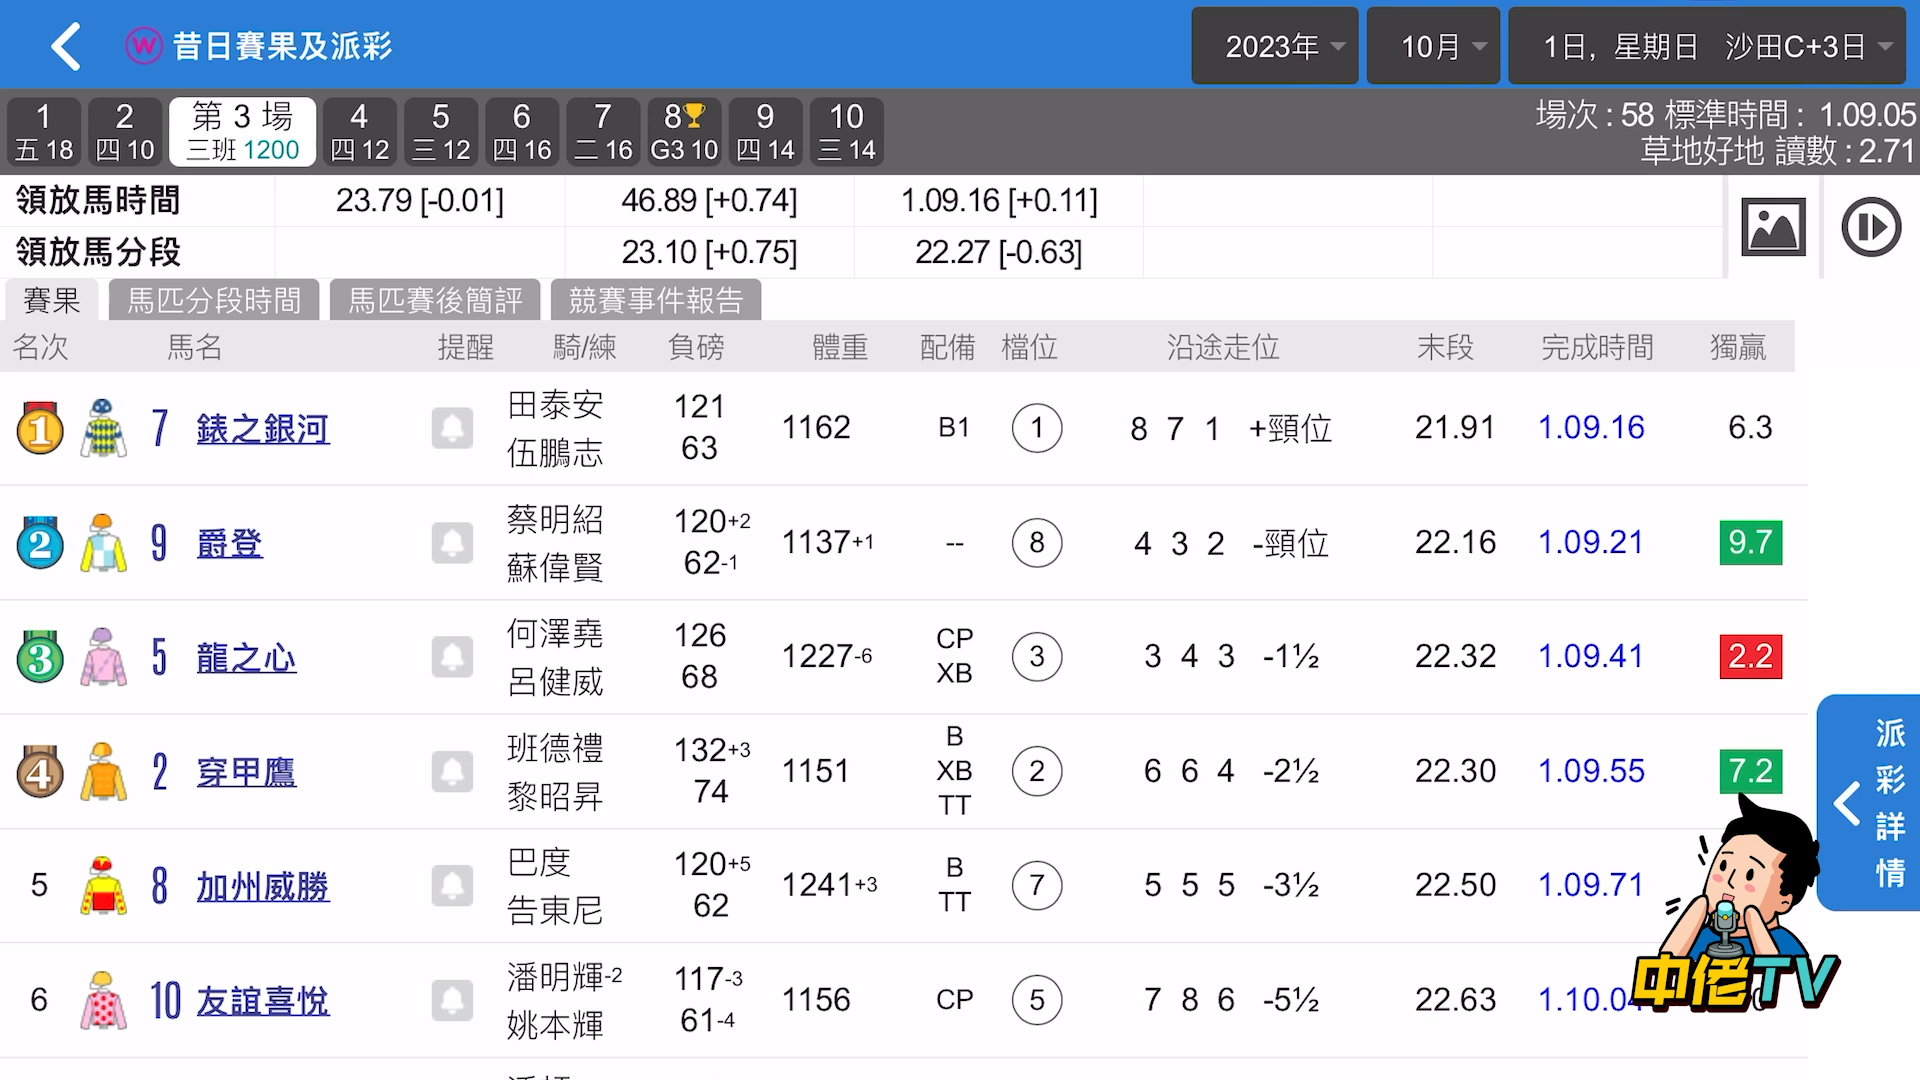 昔日賽果及派彩 2023年 10月 1日, 星期日 沙田C+3日
1 2 第 3 場 4 5 6 7 8 9 10
五 18 四 10 三班 1200 四 12 三 12 四 16 二 16 G3 10 四 14 三 14
場次 : 58 標準時間 : 1.09.05
草地好地 讀數 : 2.71
領放馬時間 23.79 [-0.01] 46.89 [+0.74] 1.09.16 [+0.11]
領放馬分段 23.10 [+0.75] 22.27 [-0.63]
賽果 馬匹分段時間 馬匹賽後簡評 競賽事件報告
名次 馬名 提醒 騎/練 負磅 體重 配備 檔位 沿途走位 末段 完成時間 獨贏
1 7 錶之銀河 田泰安 伍鵬志 121 63 1162 B1 1 8 7 1 +頸位 21.91 1.09.16 6.3
2 9 爵登 蔡明紹 蘇偉賢 120+2 62-1 1137+1 -- 8 4 3 2 -頸位 22.16 1.09.21 9.7
3 5 龍之心 何澤堯 呂健威 126 68 1227-6 CP XB 3 3 4 3 -1½ 22.32 1.09.41 2.2
4 2 穿甲鷹 班德禮 黎昭昇 132+3 74 1151 B XB TT 2 6 6 4 -2½ 22.30 1.09.55 7.2
5 8 加州威勝 巴度 告東尼 120+5 62 1241+3 B TT 7 5 5 5 -3½ 22.50 1.09.71
6 10 友誼喜悅 潘明輝-2 姚本輝 117-3 61-4 1156 CP 5 7 8 6 -5½ 22.63 1.10.0
派彩詳情
中佬TV